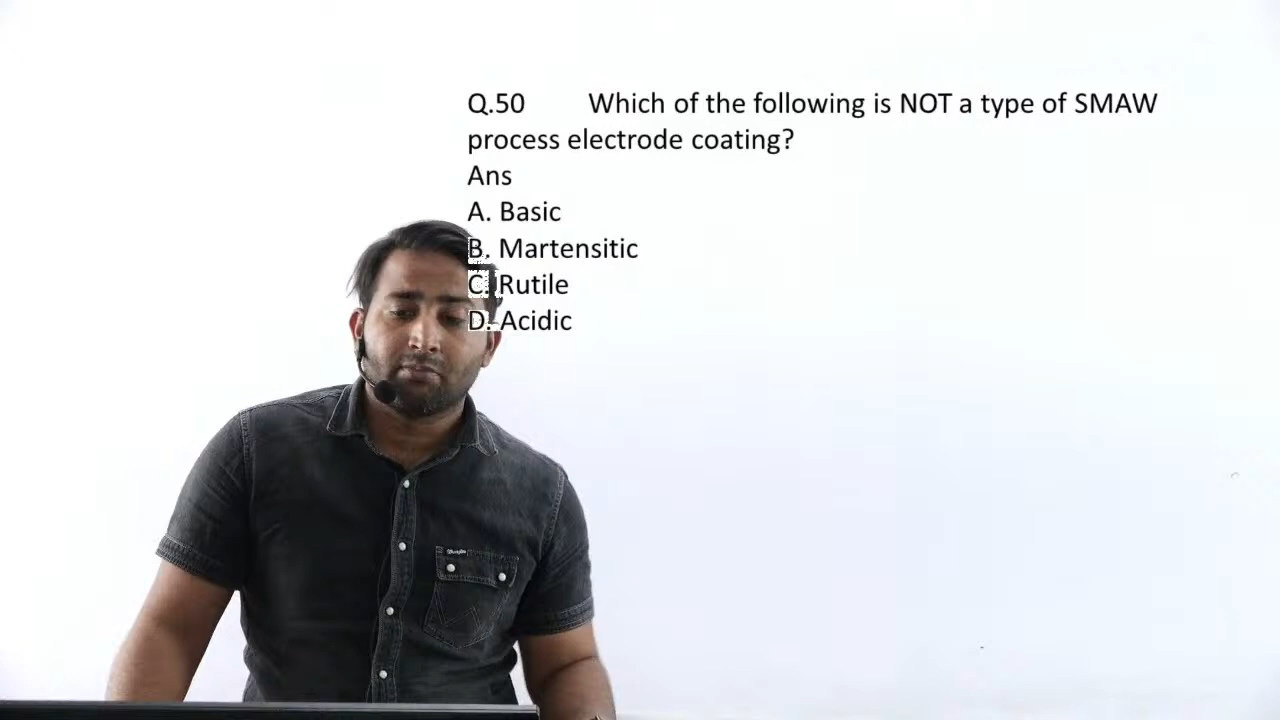 Q.50 Which of the following is NOT a type of SMAW
process electrode coating?
Ans
A. Basic
B. Martensitic
C. Rutile
D. Acidic